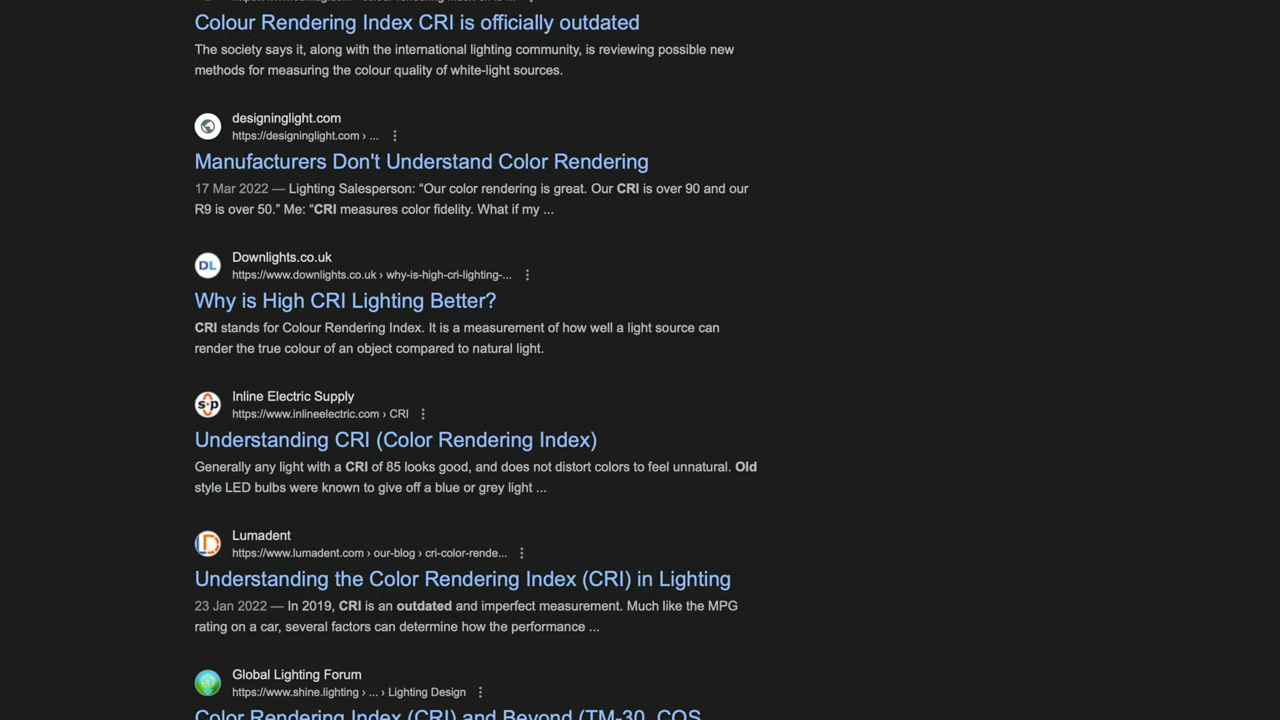 Colour Rendering Index CRI is officially outdated
The society says it, along with the international lighting community, is reviewing possible new
methods for measuring the colour quality of white-light sources.
designinglight.com
https://designinglight.com › ...
Manufacturers Don't Understand Color Rendering
17 Mar 2022 — Lighting Salesperson: “Our color rendering is great. Our CRI is over 90 and our
R9 is over 50.” Me: “CRI measures color fidelity. What if my ...
DL
Downlights.co.uk
https://www.downlights.co.uk › why-is-high-cri-lighting-...
Why is High CRI Lighting Better?
CRI stands for Colour Rendering Index. It is a measurement of how well a light source can
render the true colour of an object compared to natural light.
Inline Electric Supply
https://www.inlineelectric.com › CRI
Understanding CRI (Color Rendering Index)
Generally any light with a CRI of 85 looks good, and does not distort colors to feel unnatural. Old
style LED bulbs were known to give off a blue or grey light ...
Lumadent
https://www.lumadent.com › our-blog › cri-color-rende...
Understanding the Color Rendering Index (CRI) in Lighting
23 Jan 2022 — In 2019, CRI is an outdated and imperfect measurement. Much like the MPG
rating on a car, several factors can determine how the performance ...
Global Lighting Forum
https://www.shine.lighting › ... › Lighting Design
Color Rendering Index (CRI) and Beyond (TM-30, CQS,